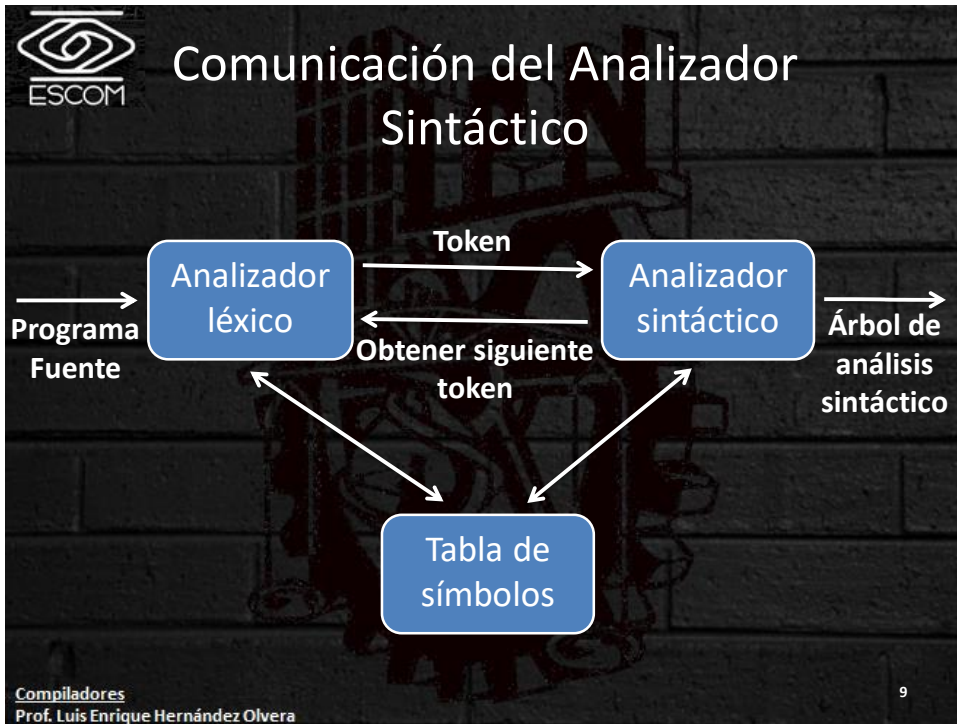 ESCOM
Comunicación del Analizador
Sintáctico
Token
Analizador
léxico
Analizador
sintáctico
Programa
Fuente
Obtener siguiente
token
Árbol de
análisis
sintáctico
Tabla de
símbolos
Compiladores
Prof. Luis Enrique Hernández Olvera
9